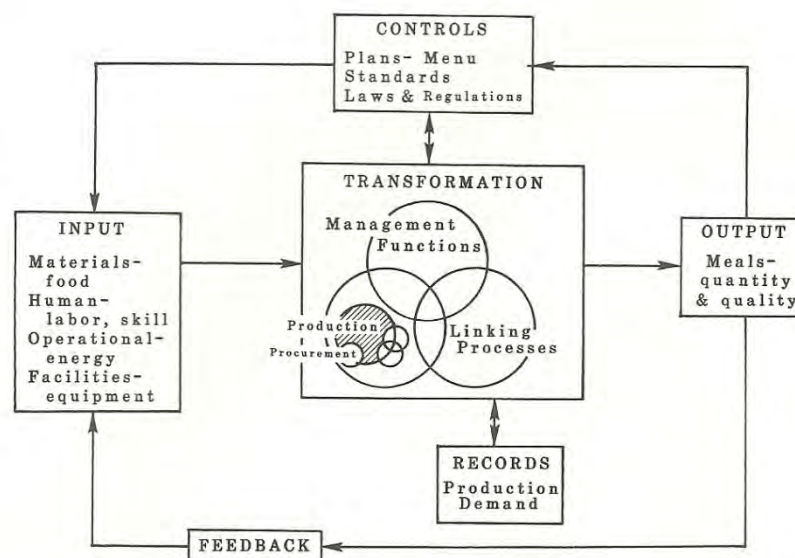 CONTROLS
Plans- Menu
Standards
Laws & Regulations
TRANSFORMATION
Management
Functions
Production
Procurement
Linking
Processes
INPUT
Materials-
food
Human-
labor, skill
Operational-
energy
Facilities-
equipment
OUTPUT
Meals-
quantity
& quality
RECORDS
Production
Demand
FEEDBACK